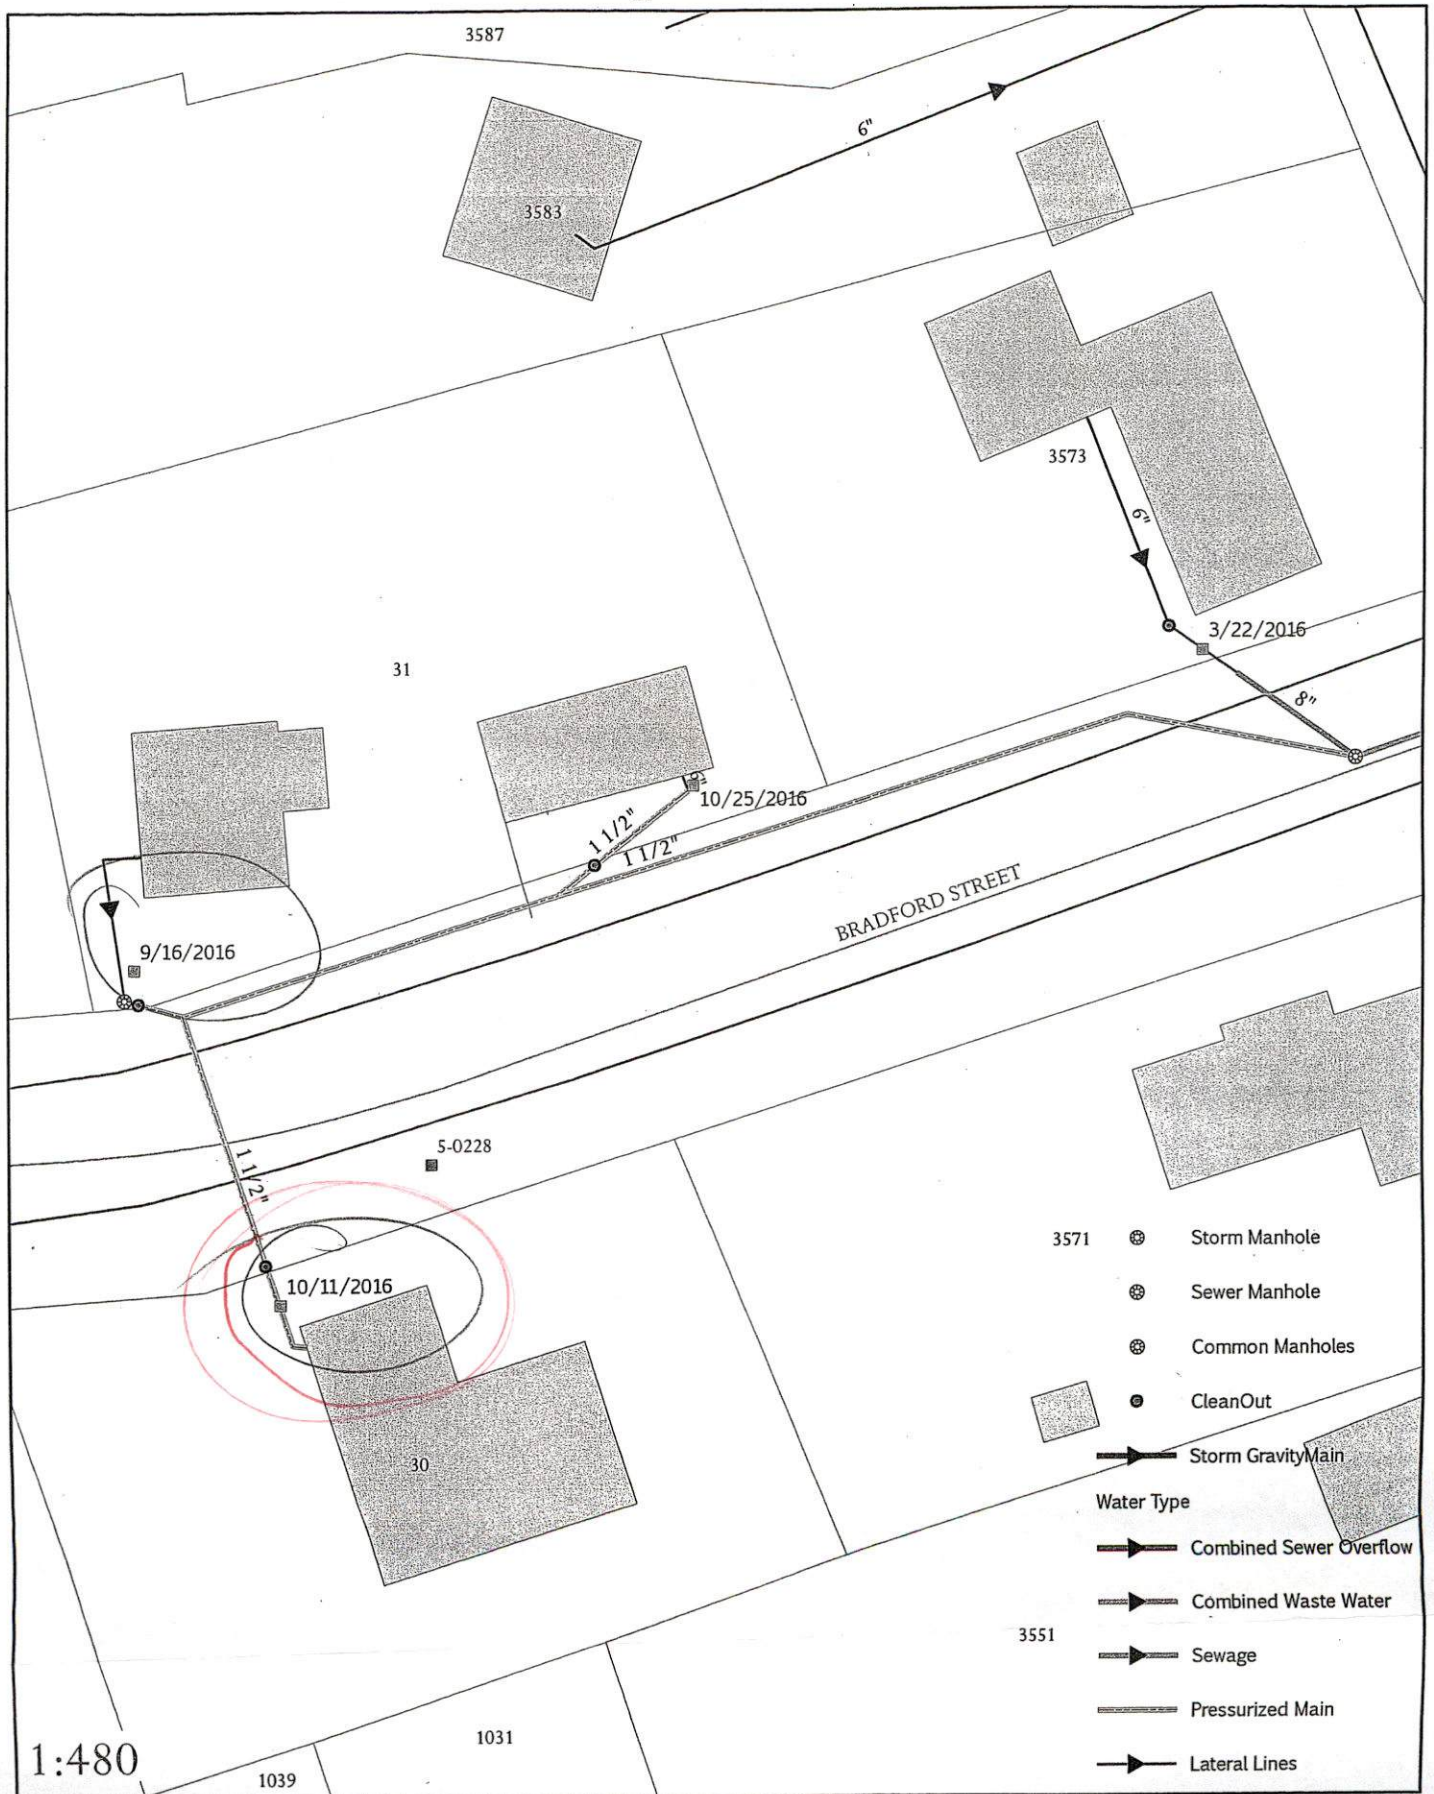 3587
6"
3583
3573
6"
3/22/2016
31
8"
6"
10/25/2016
1 1/2"
1 1/2"
BRADFORD STREET
9/16/2016
5-0228
1 1/2"
10/11/2016
30
3571
Storm Manhole
Sewer Manhole
Common Manholes
CleanOut
Storm GravityMain
Water Type
Combined Sewer Overflow
Combined Waste Water
3551
Sewage
Pressurized Main
1031
1:480
1039
Lateral Lines